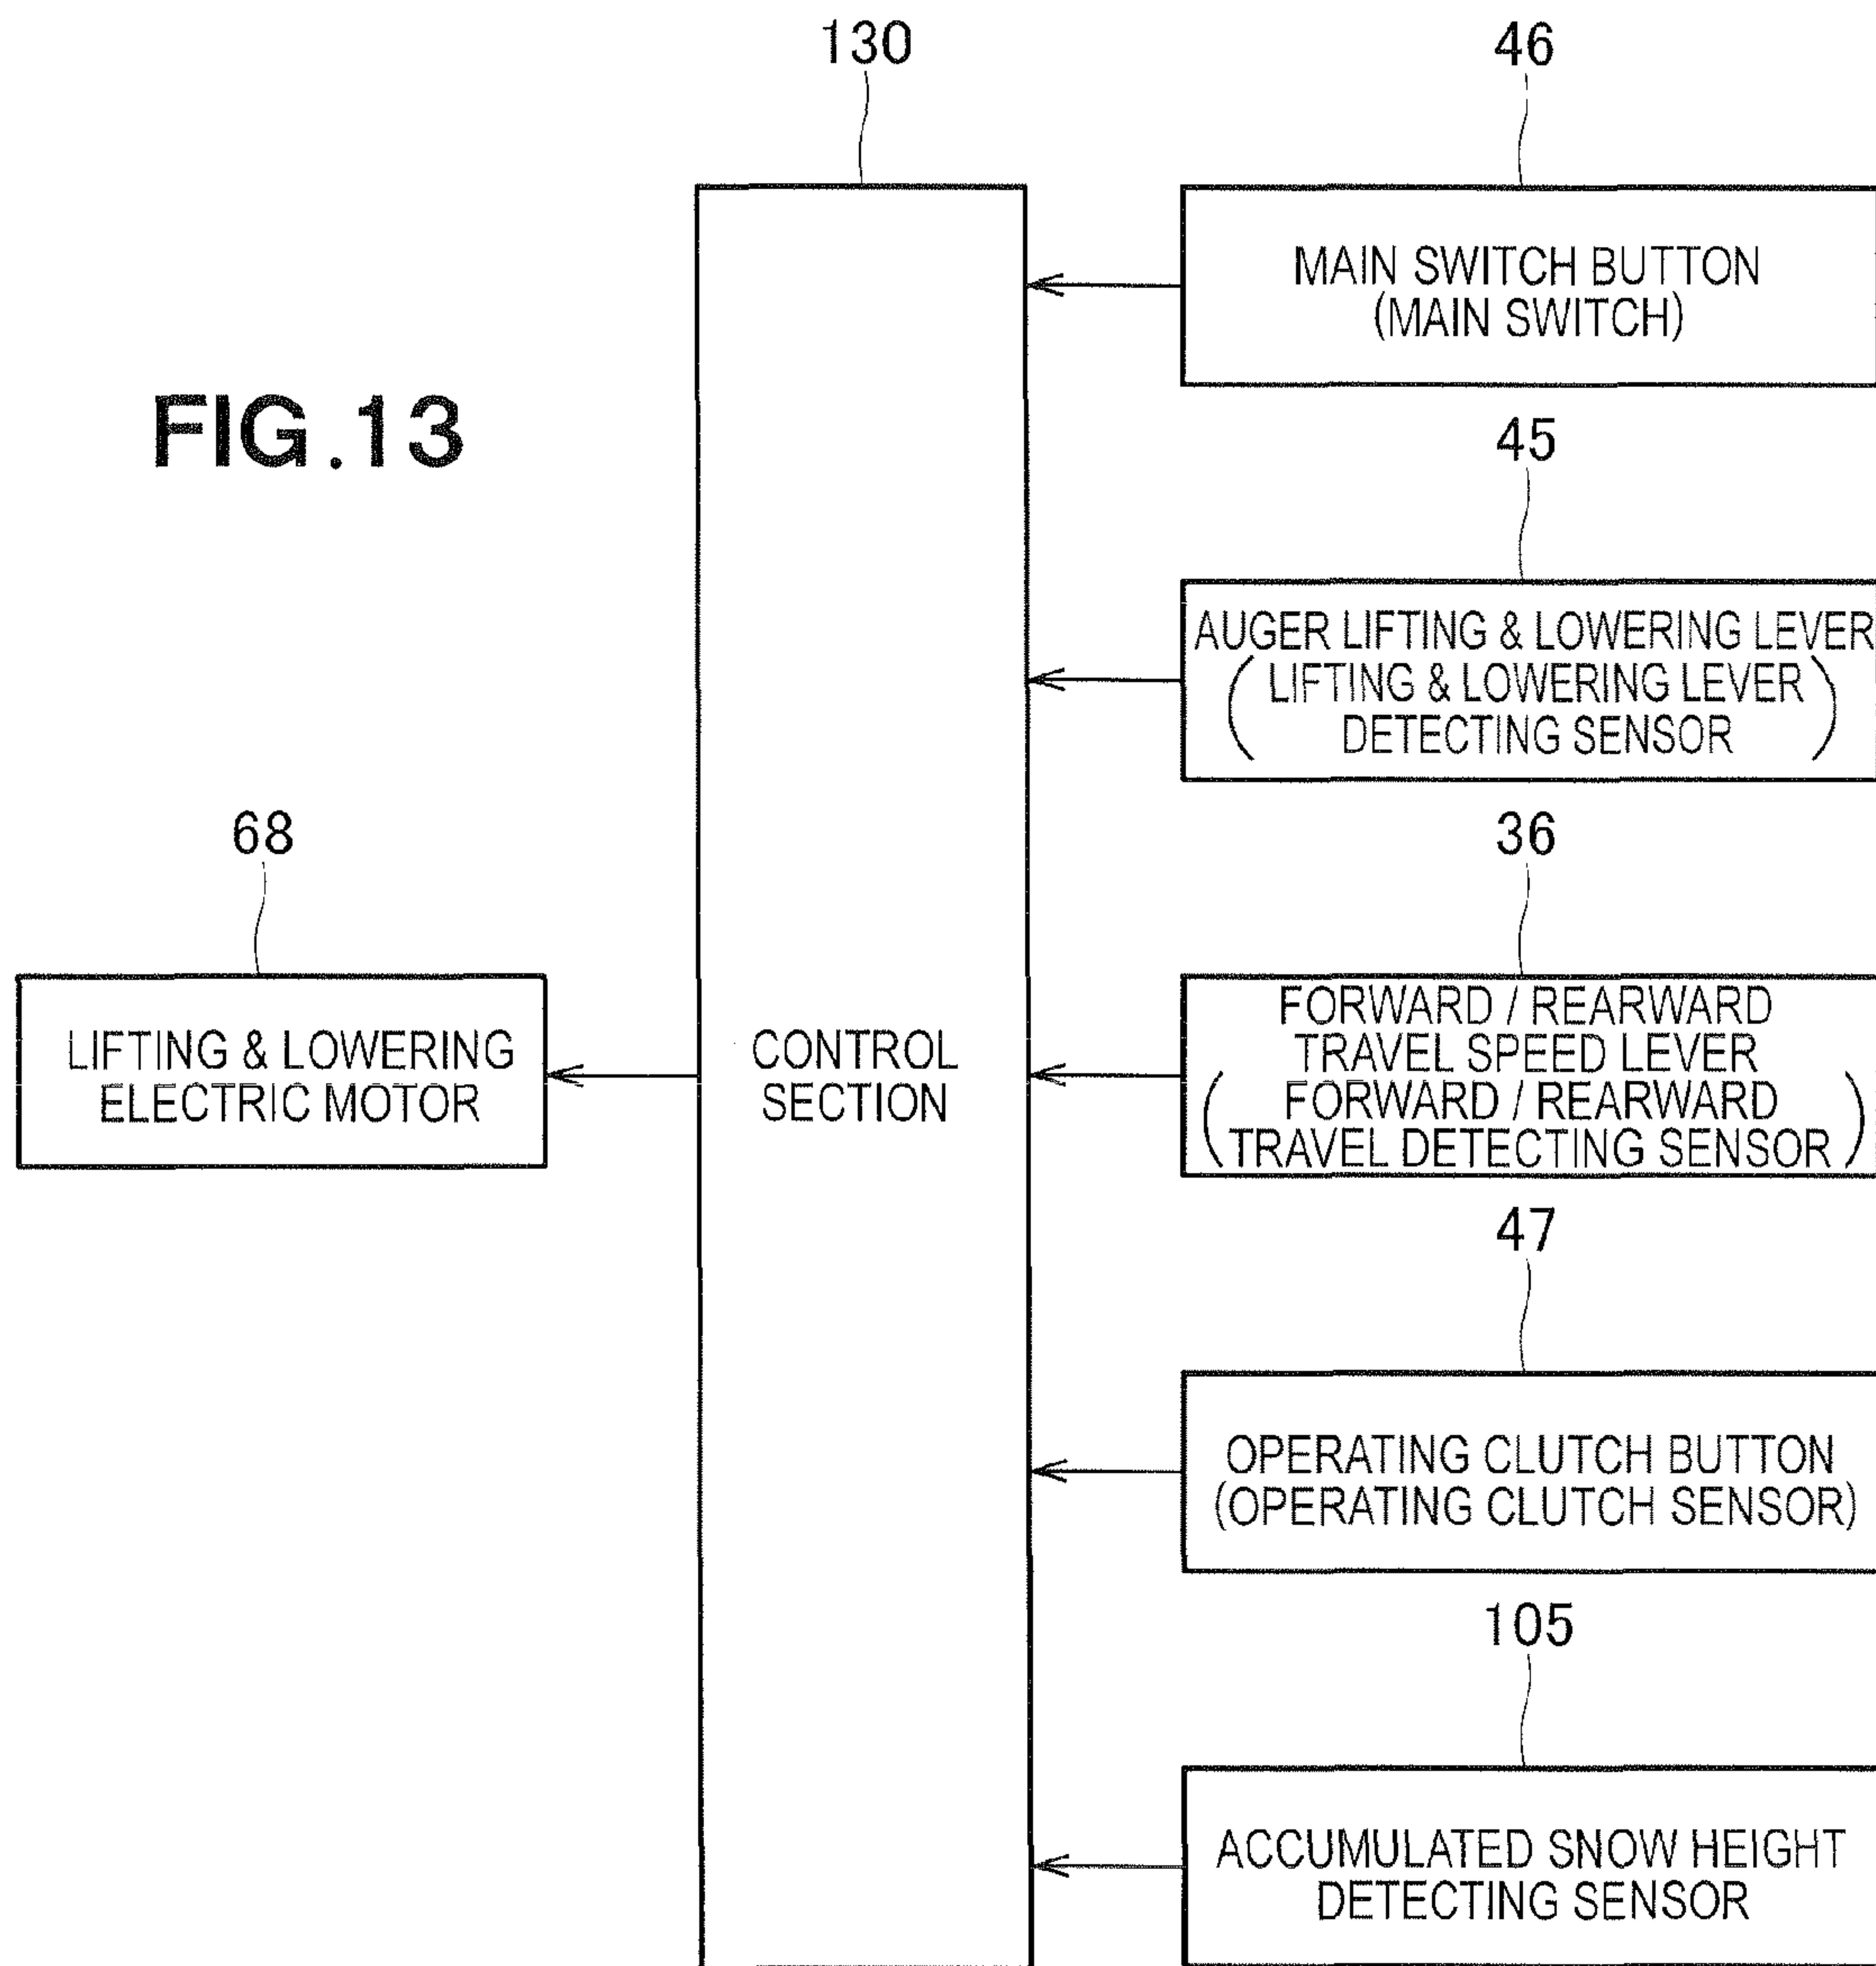 130
46
MAIN SWITCH BUTTON
(MAIN SWITCH)
FIG.13
45
AUGER LIFTING & LOWERING LEVER
( LIFTING & LOWERING LEVER
DETECTING SENSOR )
68
36
LIFTING & LOWERING
ELECTRIC MOTOR
CONTROL
SECTION
FORWARD / REARWARD
TRAVEL SPEED LEVER
( FORWARD / REARWARD
TRAVEL DETECTING SENSOR )
47
OPERATING CLUTCH BUTTON
(OPERATING CLUTCH SENSOR)
105
ACCUMULATED SNOW HEIGHT
DETECTING SENSOR